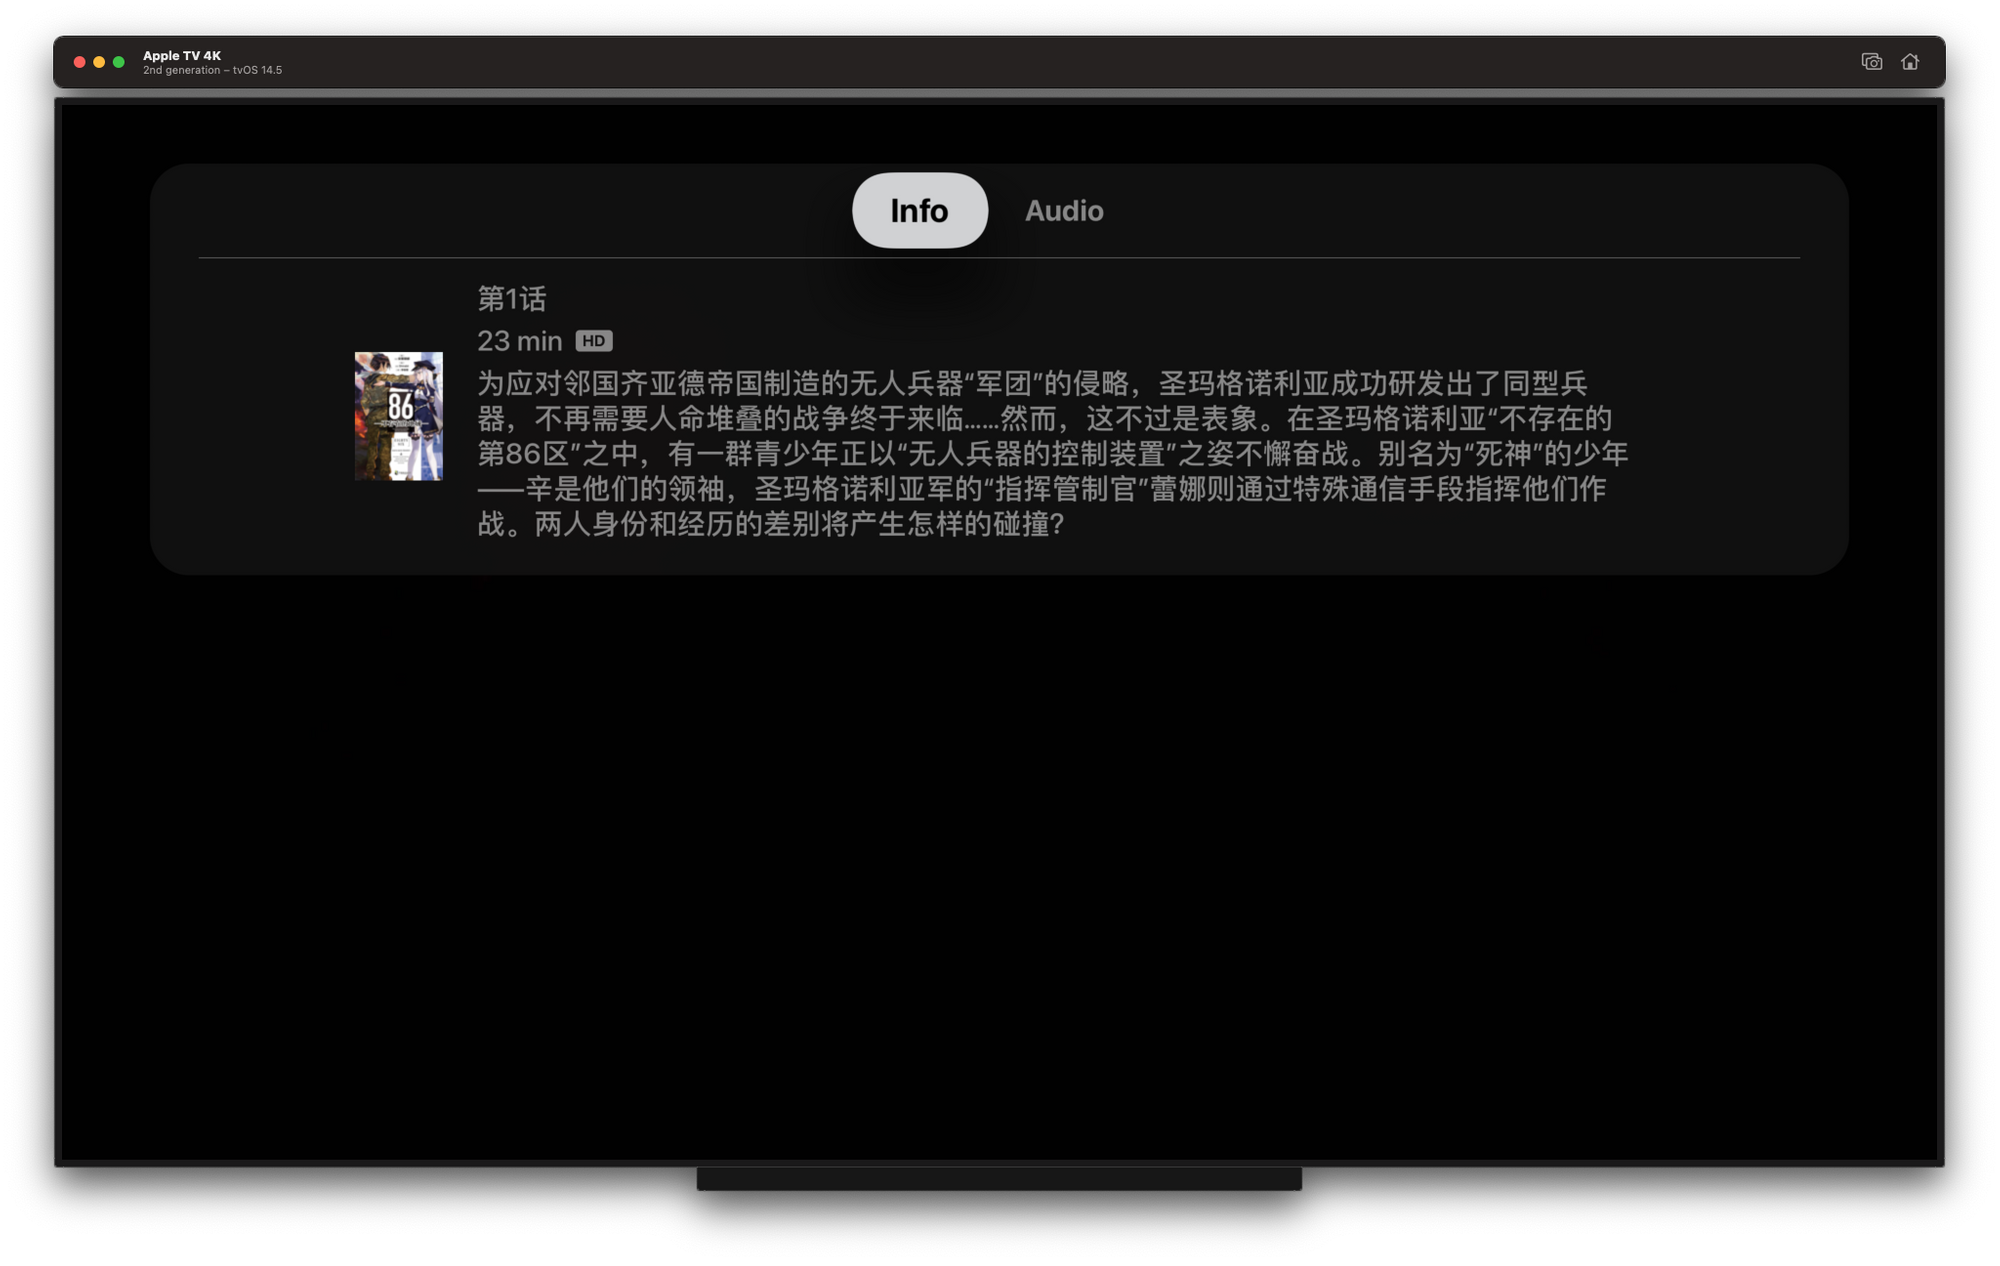 Apple TV 4K
2nd generation – tvOS 14.5
Info
Audio
第1话
23 min HD
为应对邻国齐亚德帝国制造的无人兵器“军团”的侵略，圣玛格诺利亚成功研发出了同型兵
器，不再需要人命堆叠的战争终于来临……然而，这不过是表象。在圣玛格诺利亚“不存在的
第86区”之中，有一群青少年正以“无人兵器的控制装置”之姿不懈奋战。别名为“死神”的少年
——辛是他们的领袖，圣玛格诺利亚军的“指挥管制官”蕾娜则通过特殊通信手段指挥他们作
战。两人身份和经历的差别将产生怎样的碰撞?
86